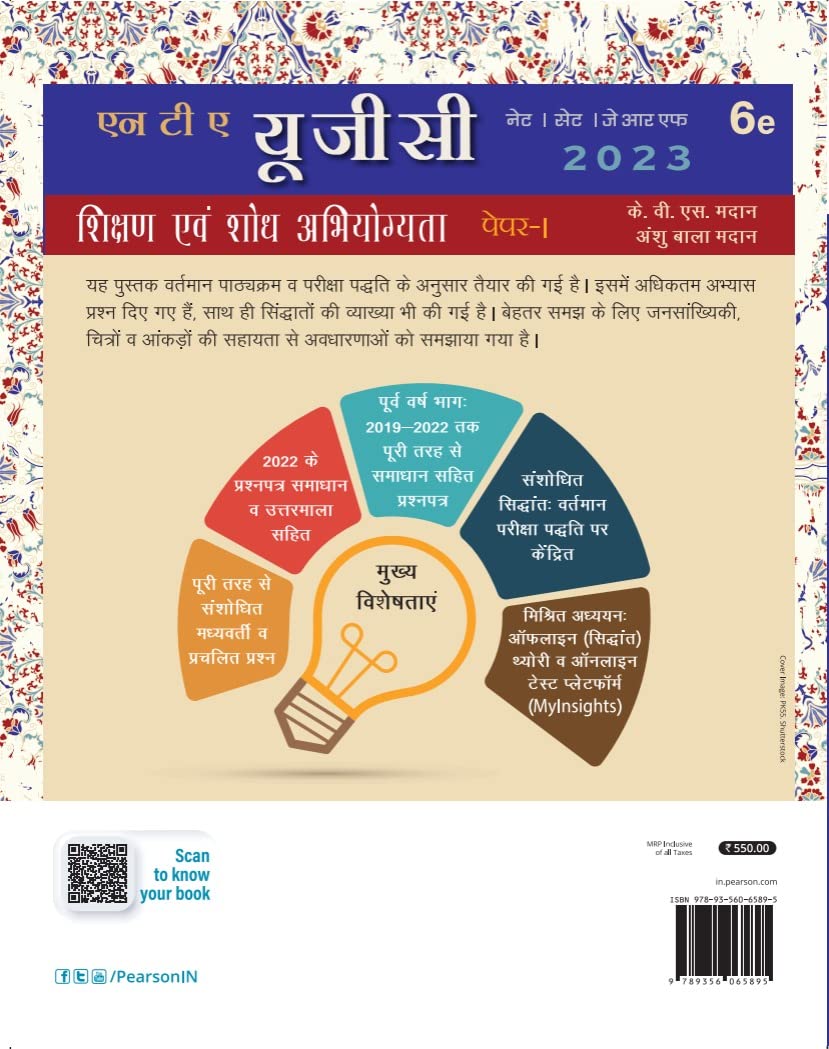 एन टी ए यू जी सी नेट । सेट । जे आर एफ 6e
2023
शिक्षण एवं शोध अभियोग्यता पेपर-I
के. वी. एस. मदान
अंशु बाला मदान
यह पुस्तक वर्तमान पाठ्यक्रम व परीक्षा पद्धति के अनुसार तैयार की गई है। इसमें अधिकतम अभ्यास
प्रश्न दिए गए हैं, साथ ही सिंद्धातों की व्याख्या भी की गई है। बेहतर समझ के लिए जनसांख्यिकी,
चित्रों व आंकड़ों की सहायता से अवधारणाओं को समझाया गया है।
पूरी तरह से
संशोधित
मध्यवर्ती व
प्रचलित प्रश्न
2022 के
प्रश्नपत्र समाधान
व उत्तरमाला
सहित
पूर्व वर्ष भागः
2019–2022 तक
पूरी तरह से
समाधान सहित
प्रश्नपत्र
संशोधित
सिद्धांतः वर्तमान
परीक्षा पद्धति पर
केंद्रित
मिश्रित अध्ययनः
ऑफलाइन (सिद्धांत)
थ्योरी व ऑनलाइन
टेस्ट प्लेटफॉर्म
(MyInsights)
मुख्य
विशेषताएं
Cover Image: PK55. Shutterstock
Scan
to know
your book
/PearsonIN
MRP Inclusive
of all Taxes
₹ 550.00
in.pearson.com
ISBN 978-93-560-6589-5
9 789356 065895